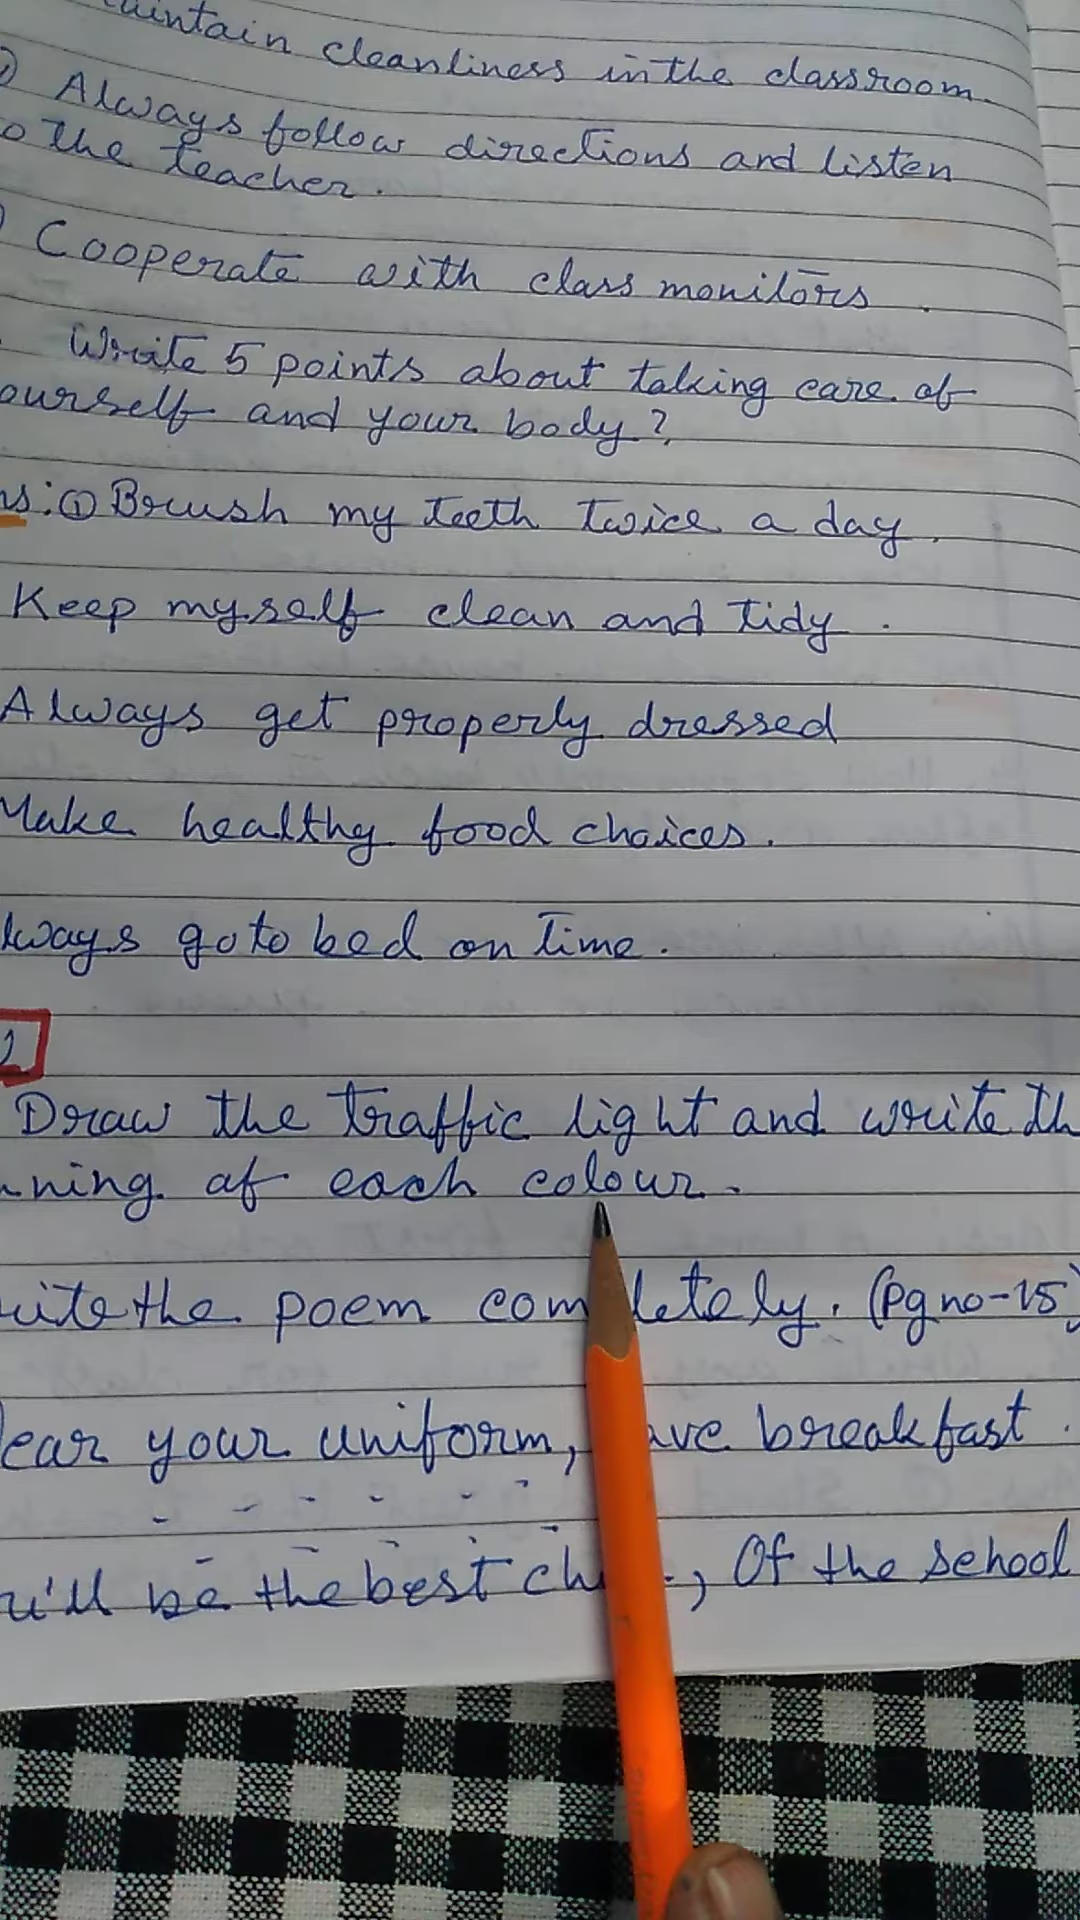 aintain cleanliness in the classroom.
Always follow directions and listen
o the teacher.
Cooperate with class monitors.
Write 5 points about taking care of
ourself and your body?
ns: ① Brush my teeth twice a day.
Keep myself clean and tidy.
Always get properly dressed
Make healthy food choices.
lways go to bed on time.
Draw the traffic light and write th
ning of each colour.
rite the poem completely. (Pg no-15)
ear your uniform, ave breakfast.
u'll be the best ch , Of the school